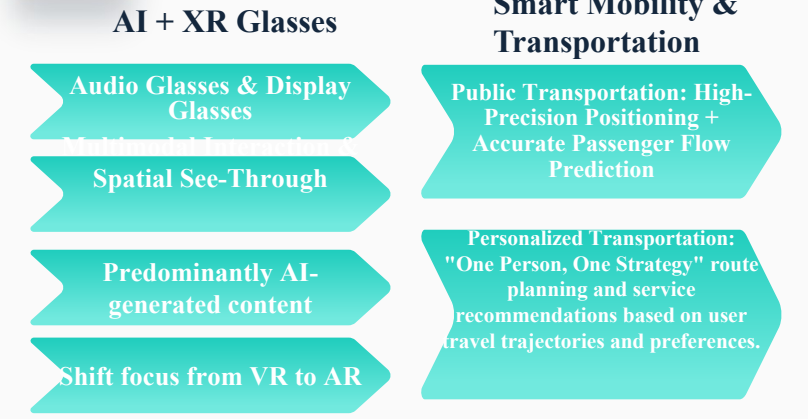 AI + XR Glasses
Audio Glasses & Display
Glasses
Multimodal Interaction &
Spatial See-Through
Predominantly AI-
generated content
Shift focus from VR to AR
Smart Mobility &
Transportation
Public Transportation: High-
Precision Positioning +
Accurate Passenger Flow
Prediction
Personalized Transportation:
"One Person, One Strategy" route
planning and service
recommendations based on user
travel trajectories and preferences.